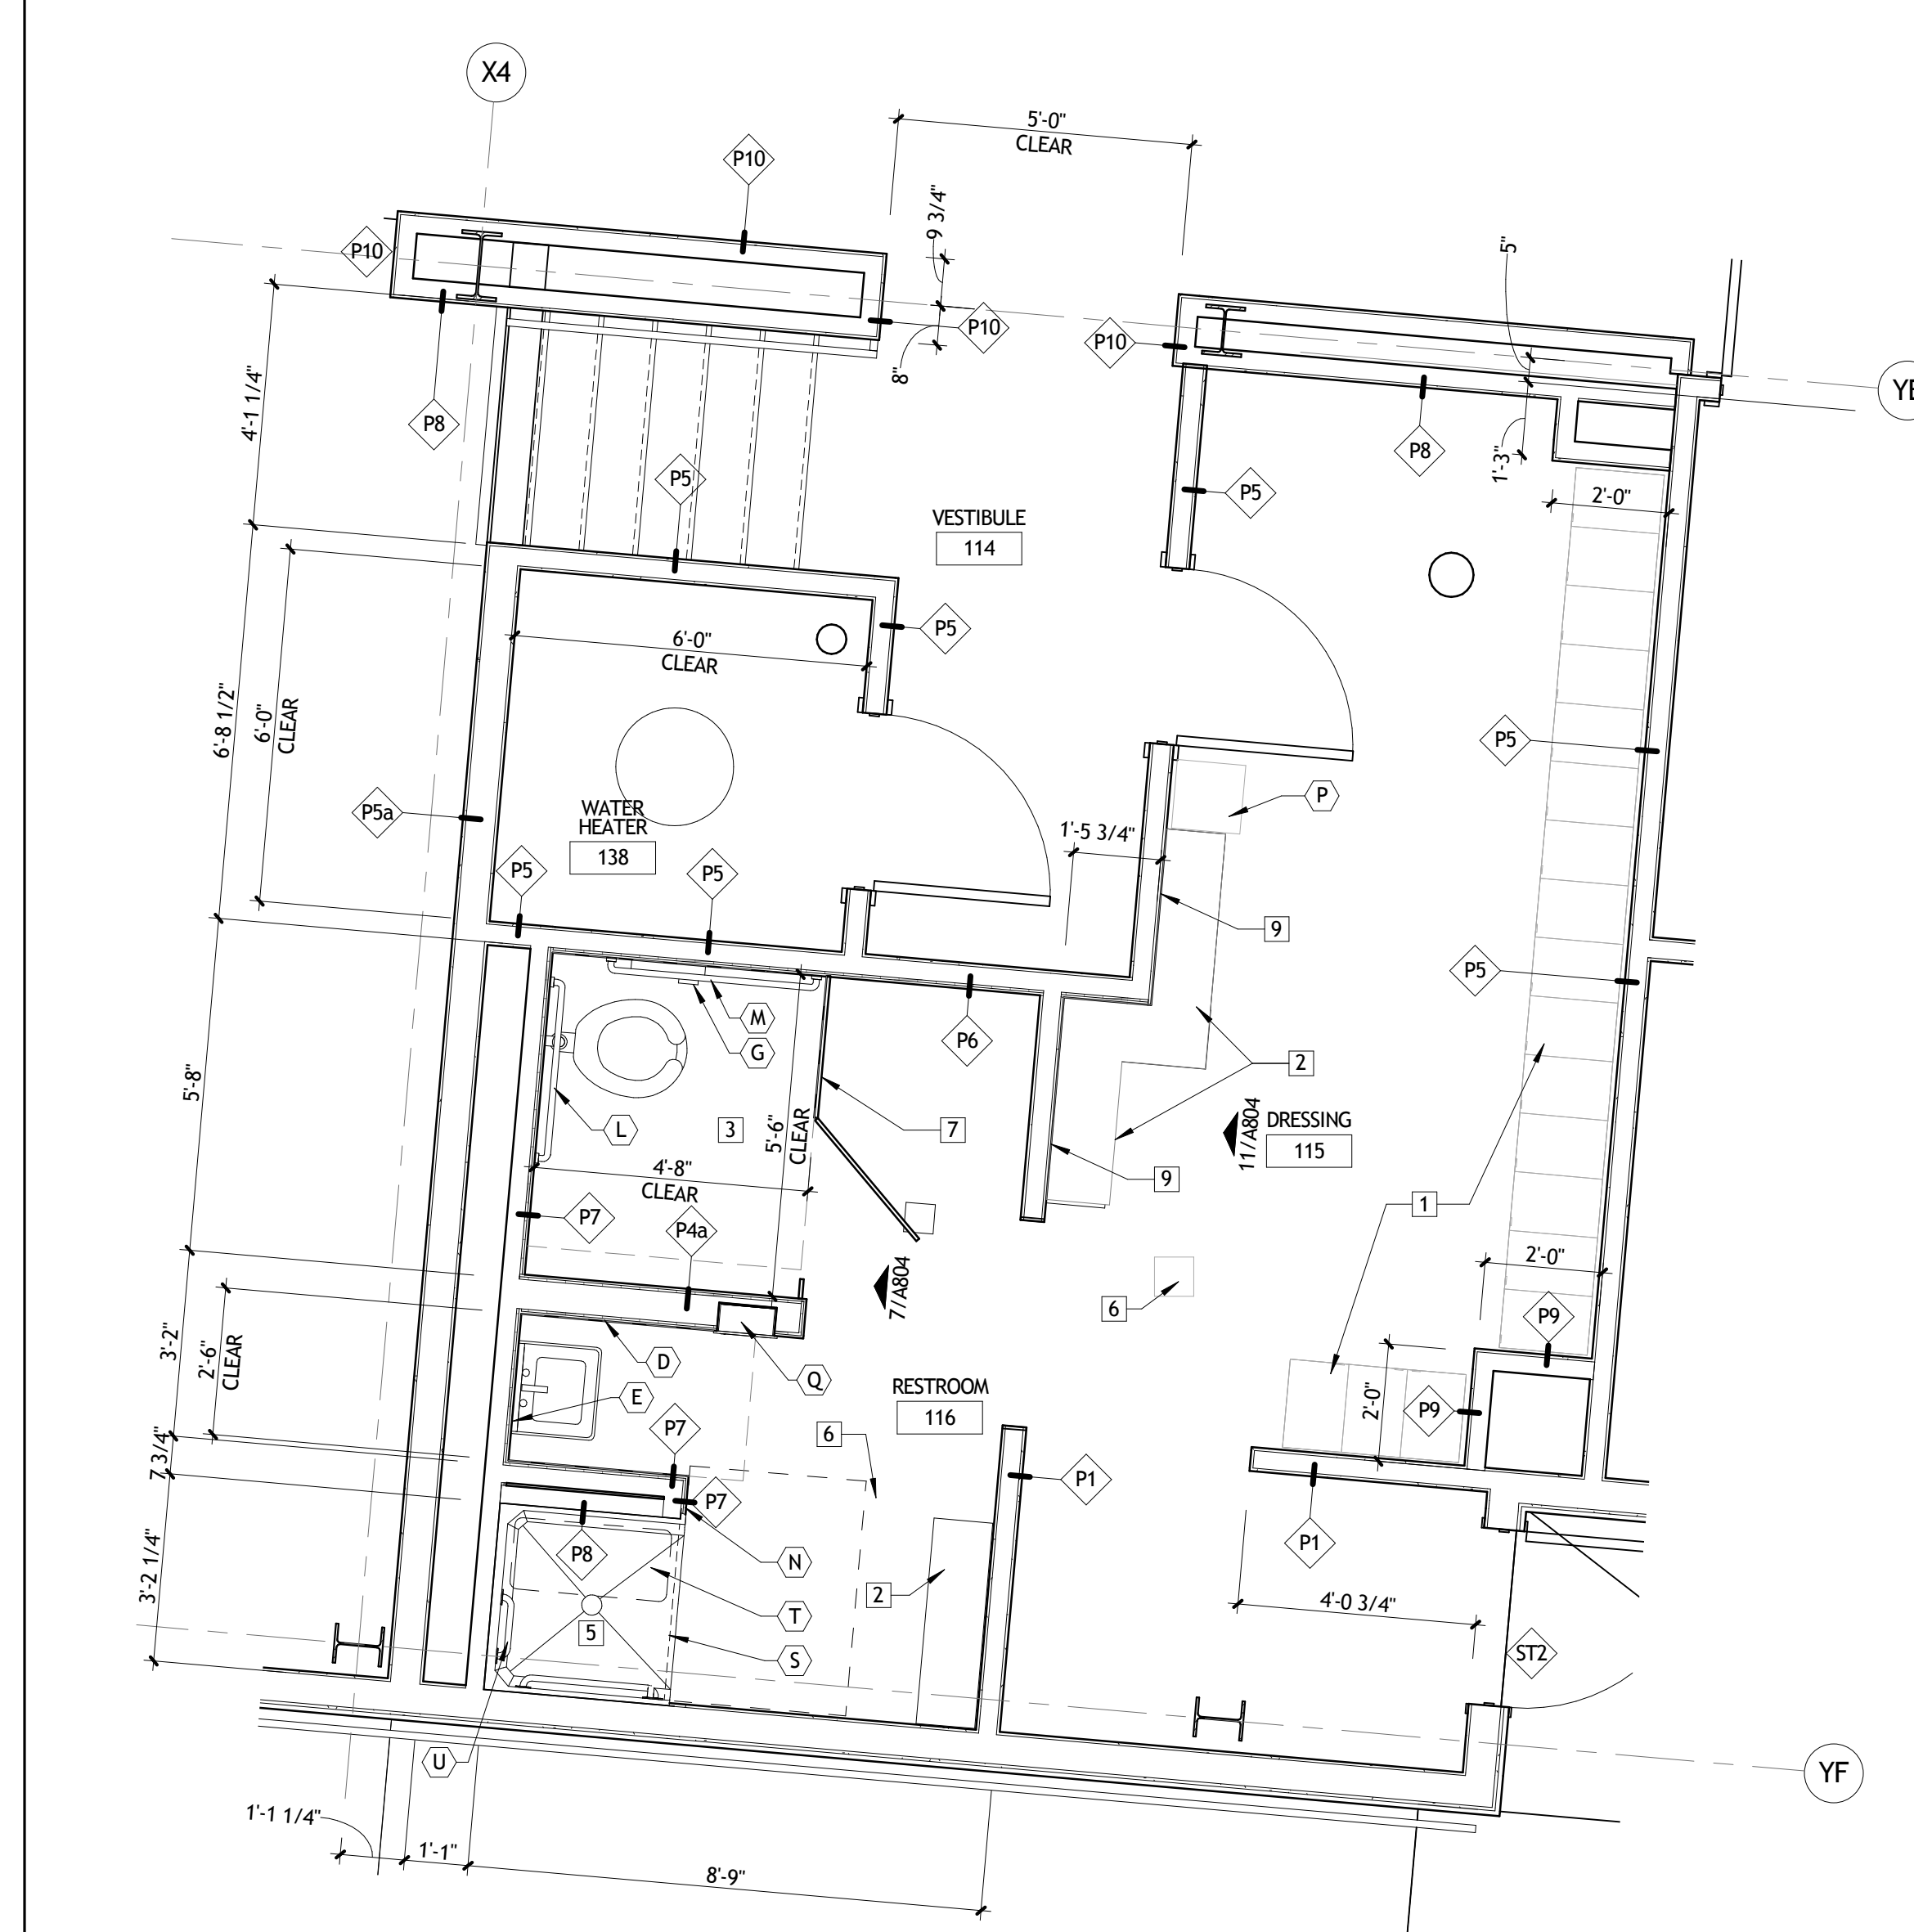 X4
5'-0"
CLEAR
P10
9 3/4"
P10
5"
P10
P10
8"
4'-1 1/4"
P8
P8
1'-3"
P5
P5
2'-0"
VESTIBULE
114
P5
6'-0"
CLEAR
6'-8 1/2"
6'-0"
CLEAR
P5
P5a
WATER
HEATER
138
P
1'-5 3/4"
P5
P5
9
P5
M
G
P6
2
5'-8"
L
3
5'-6"
CLEAR
7
11/A804
DRESSING
115
4'-8"
CLEAR
9
1
P7
P4a
7/A804
2'-0"
6
P9
3'-2"
2'-6"
CLEAR
D
Q
E
RESTROOM
116
2'-0"
P9
P7
6
7 3/4"
P7
P1
P1
P8
N
3'-2 1/4"
2
T
5
S
4'-0 3/4"
ST2
U
YF
1'-1 1/4"
1'-1"
8'-9"